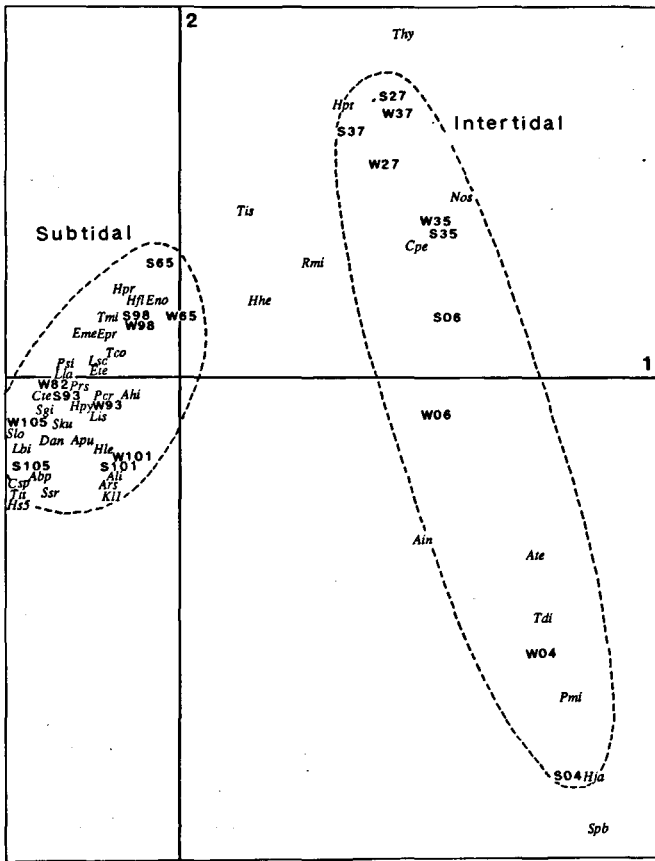 2
Thy
S27
Hpt
W37
S37
Intertidal
W27
Nos
Tis
W35
Subtidal
S35
Cpe
S65
Rmi
Hpr
Hhe
Hfl Eno
Tmi S98 W65
S06
W98
Eme Epr
Tco
1
Psi Lsc
Lla Ete
W82 Prs
Cte S93 Pcr Ahi
Sgi Hpy W93
Lis
W06
W105 Sku
Slo
Dan Apu
Lbi Hle
W101
S105 S101
Abp Ali
Csp Ars
Tit Ssr Kll
Hs5
Ain
Ate
Tdi
W04
Pmi
S04 Hja
Spb